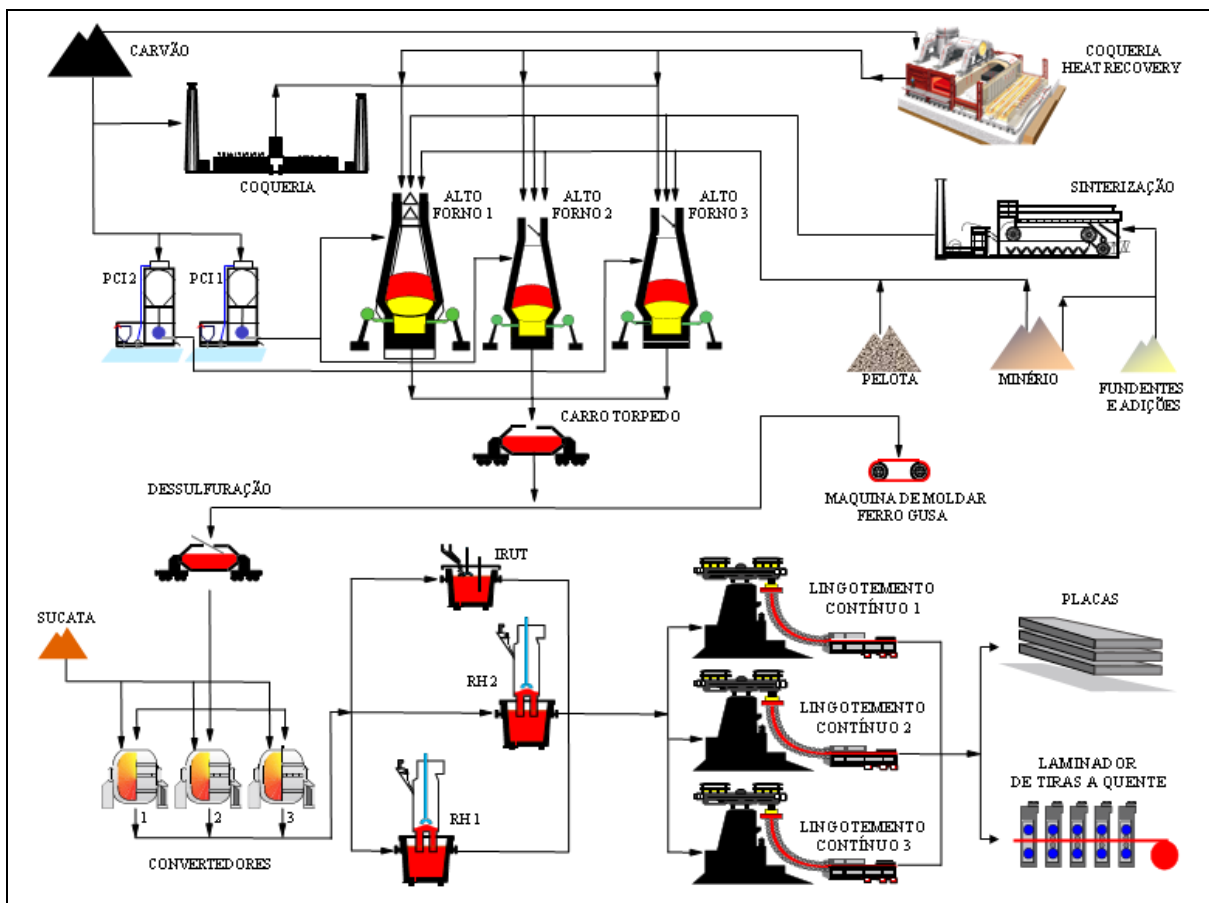 CARVÃO
COQUERIA
HEAT RECOVERY
COQUERIA
ALTO
FORNO 1
ALTO
FORNO 2
ALTO
FORNO 3
SINTERIZAÇÃO
PCI 2
PCI 1
PELOTA
MINÉRIO
FUNDENTES
E ADIÇÕES
CARRO TORPEDO
DESSULFURAÇÃO
MAQUINA DE MOLDAR
FERRO GUSA
IRUT
LINGOTEMENTO
CONTÍNUO 1
PLACAS
SUCATA
RH 2
LINGOTEMENTO
CONTÍNUO 2
LAMINADOR
DE TIRAS A QUENTE
1
2
3
RH 1
LINGOTEMENTO
CONTÍNUO 3
CONVERTEDORES